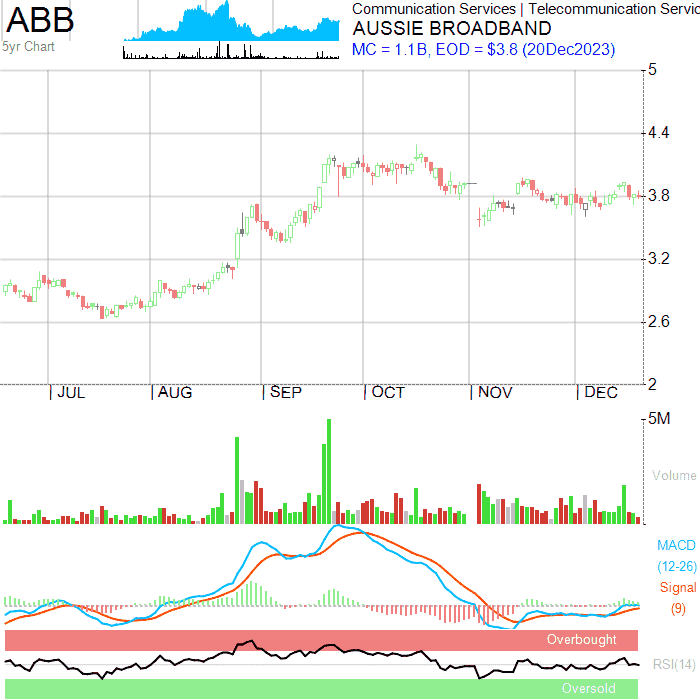 ABB
5yr Chart
Communication Services | Telecommunication Servic
AUSSIE BROADBAND
MC = 1.1B, EOD = $3.8 (20Dec2023)
5
4.4
3.8
3.2
2.6
2
JUL AUG SEP OCT NOV DEC
5M
Volume
MACD
(12-26)
Signal
(9)
Overbought
RSI(14)
Oversold